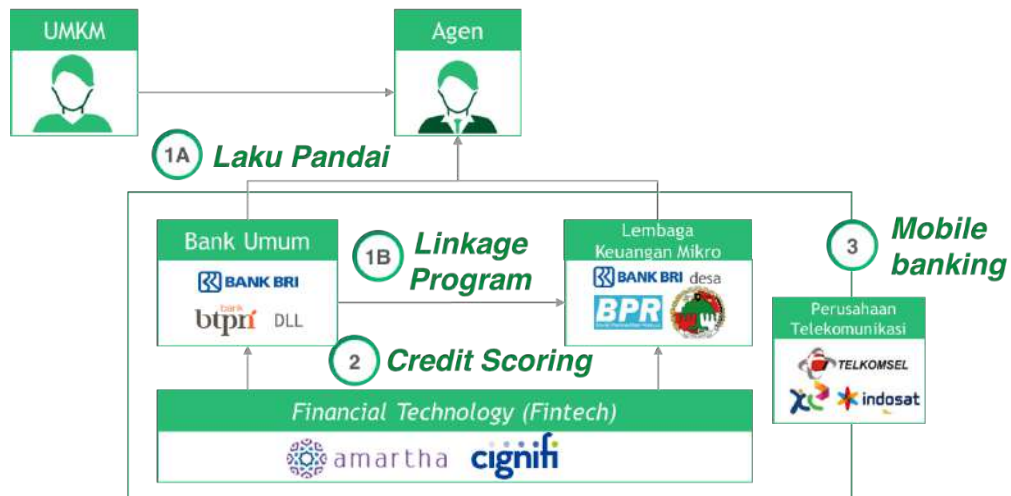 UMKM
Agen
1A
Laku Pandai
Bank Umum
BANK BRI
bank
btpn
DLL
1B
Linkage
Program
Lembaga
Keuangan Mikro
BANK BRI desa
BPR
3
Mobile
banking
Perusahaan
Telekomunikasi
TELKOMSEL
XL
indosat
2
Credit Scoring
Financial Technology (Fintech)
amartha
cignifi